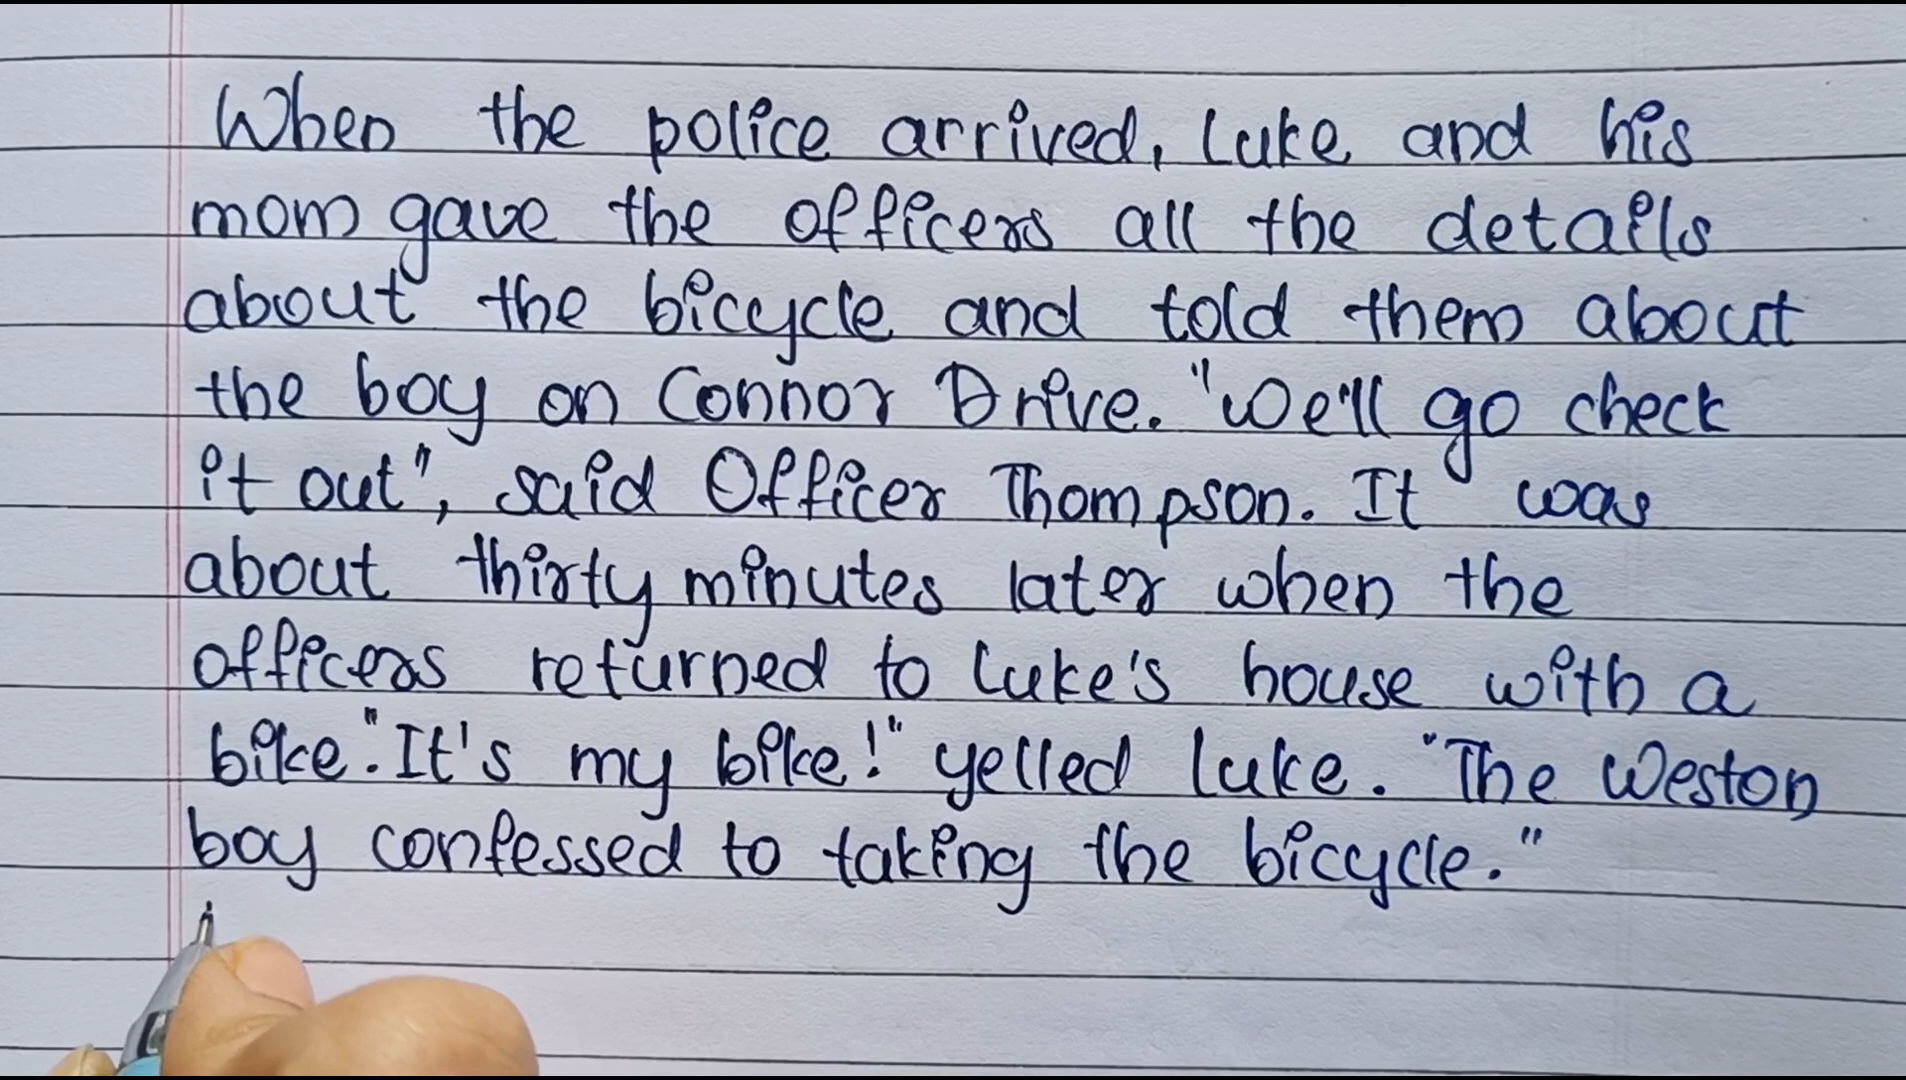 When the police arrived, Luke and his
mom gave the officers all the details
about the bicycle and told them about
the boy on Connor Drive. "We'll go check
it out", said Officer Thompson. It was
about thirty minutes later when the
officers returned to Luke's house with a
bike. "It's my bike!" yelled Luke. "The Weston
boy confessed to taking the bicycle."